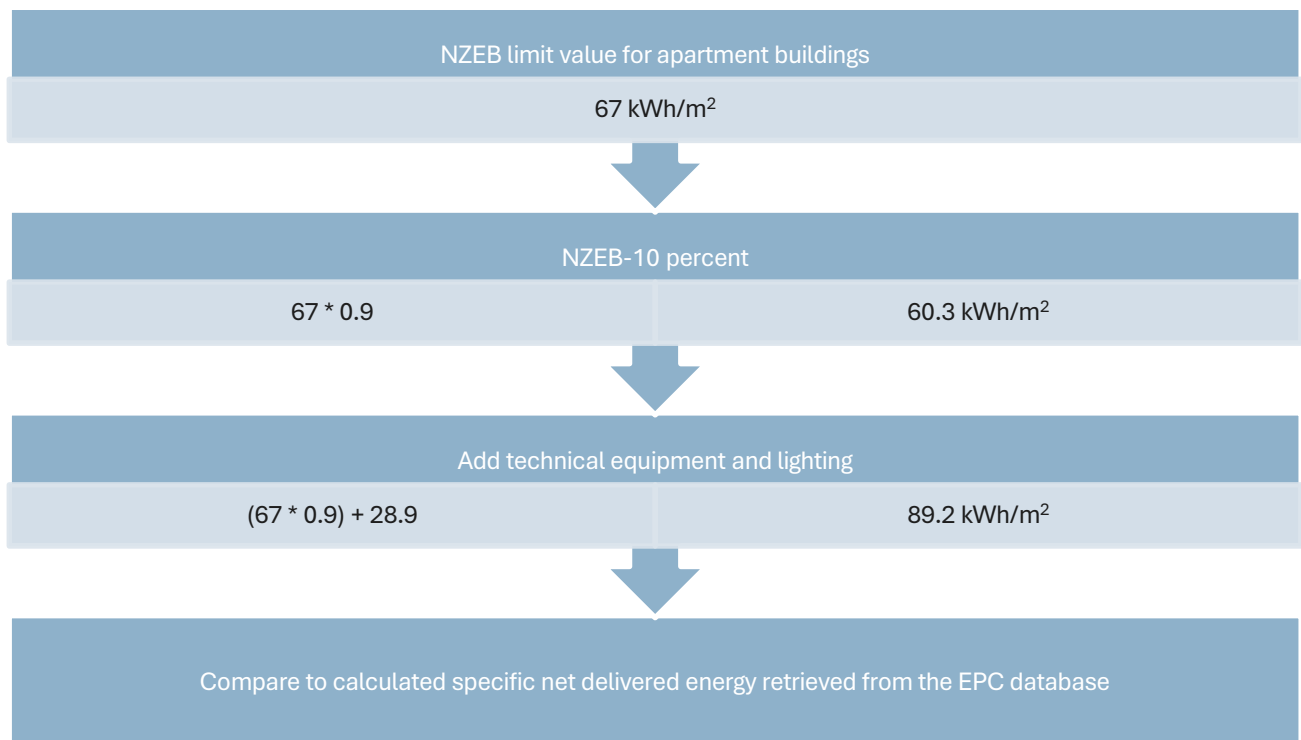 NZEB limit value for apartment buildings
67 kWh/m²
NZEB-10 percent
67 * 0.9
60.3 kWh/m²
Add technical equipment and lighting
(67 * 0.9) + 28.9
89.2 kWh/m²
Compare to calculated specific net delivered energy retrieved from the EPC database